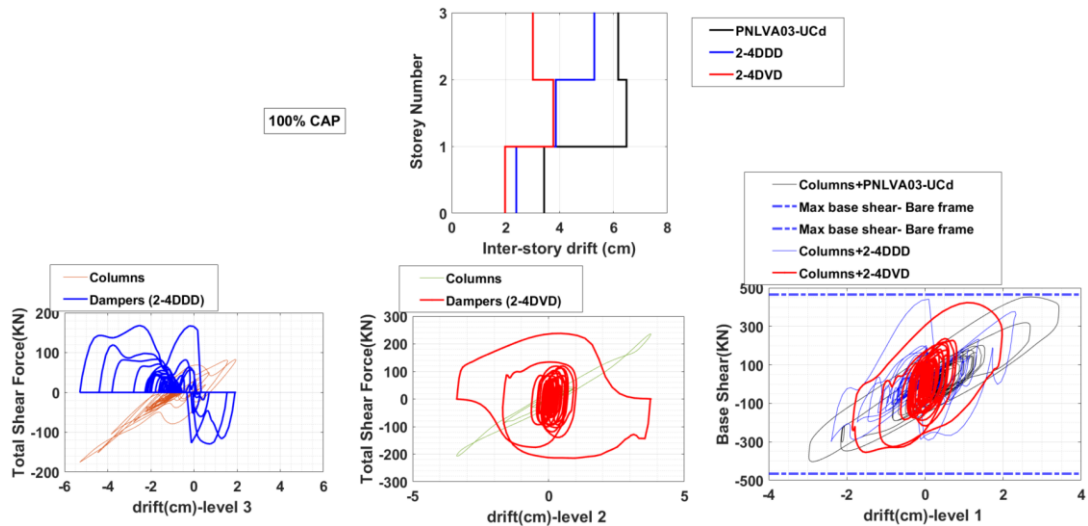 3
2
1
0
0
2
4
6
8
Storey Number
Inter-story drift (cm)
PNLVA03-UCd
2-4DDD
2-4DVD
100% CAP
Columns
Dampers (2-4DDD)
200
100
0
-100
-200
-6
-4
-2
0
2
4
6
Total Shear Force(KN)
drift(cm)-level 3
Columns
Dampers (2-4DVD)
300
200
100
0
-100
-200
-300
-5
0
5
Total Shear Force(KN)
drift(cm)-level 2
Columns+PNLVA03-UCd
Max base shear- Bare frame
Max base shear- Bare frame
Columns+2-4DDD
Columns+2-4DVD
500
300
100
-100
-300
-500
-4
-2
0
2
4
Base Shear(KN)
drift(cm)-level 1